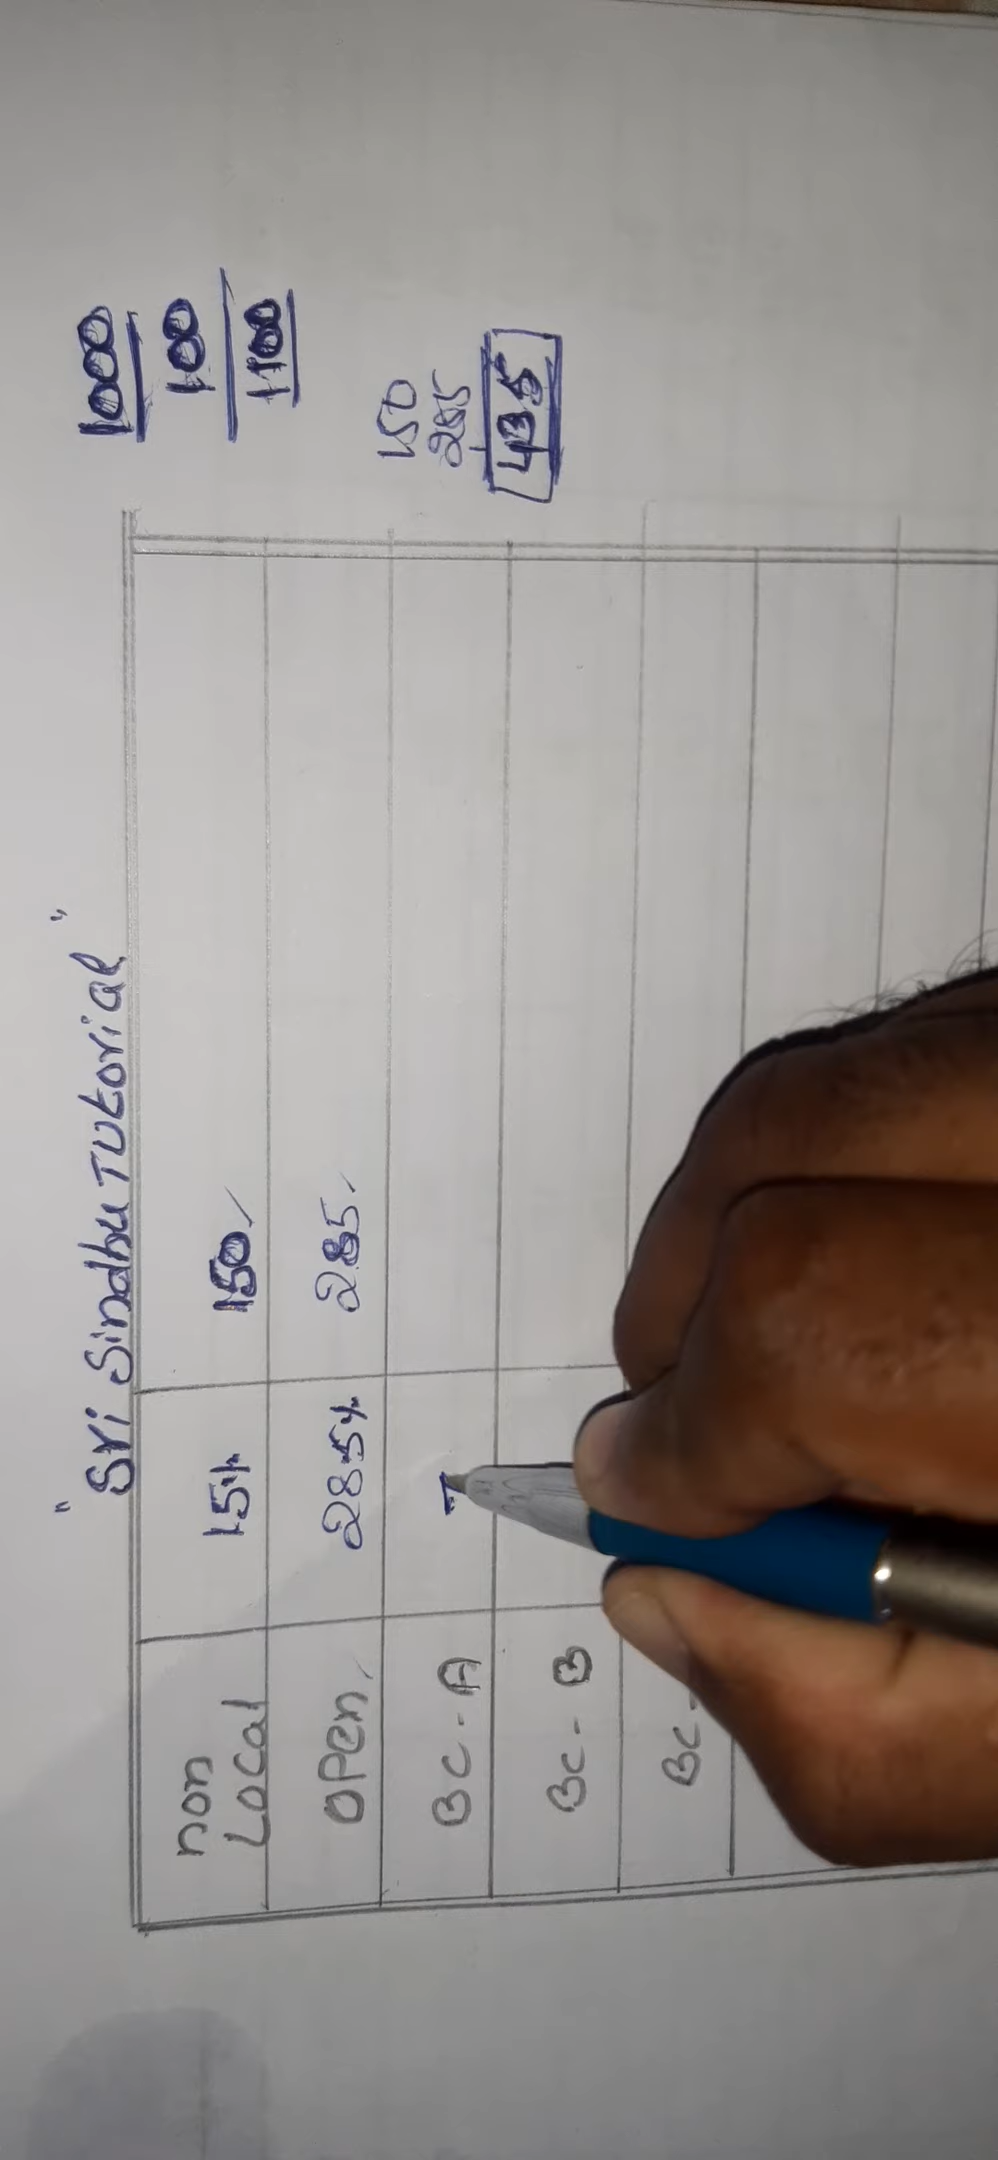 " Sri Sindhu Tutorial "
non
Local
15%
150
open
28.5%
285
BC-A
7
BC-B
BC-
1000
100
1100
150
285
435